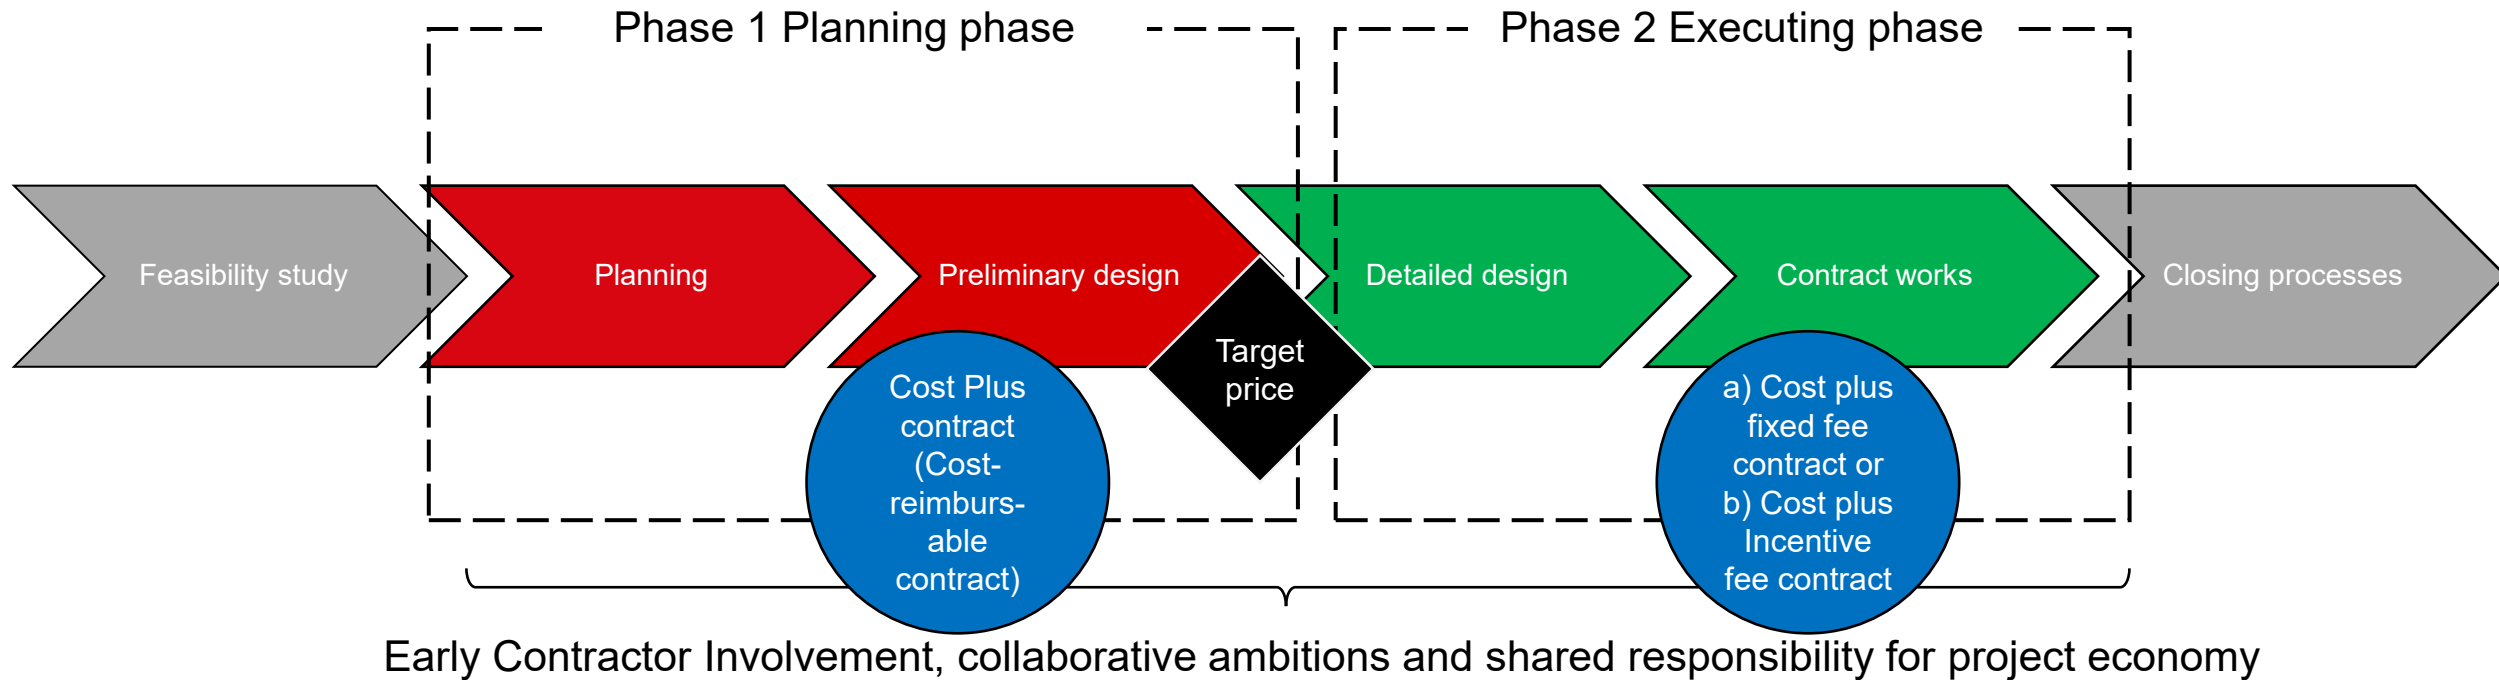 Phase 1 Planning phase
Phase 2 Executing phase
Feasibility study
Planning
Preliminary design
Detailed design
Contract works
Closing processes
Target
price
Cost Plus
contract
(Cost-
reimburs-
able
contract)
a) Cost plus
fixed fee
contract or
b) Cost plus
Incentive
fee contract
Early Contractor Involvement, collaborative ambitions and shared responsibility for project economy